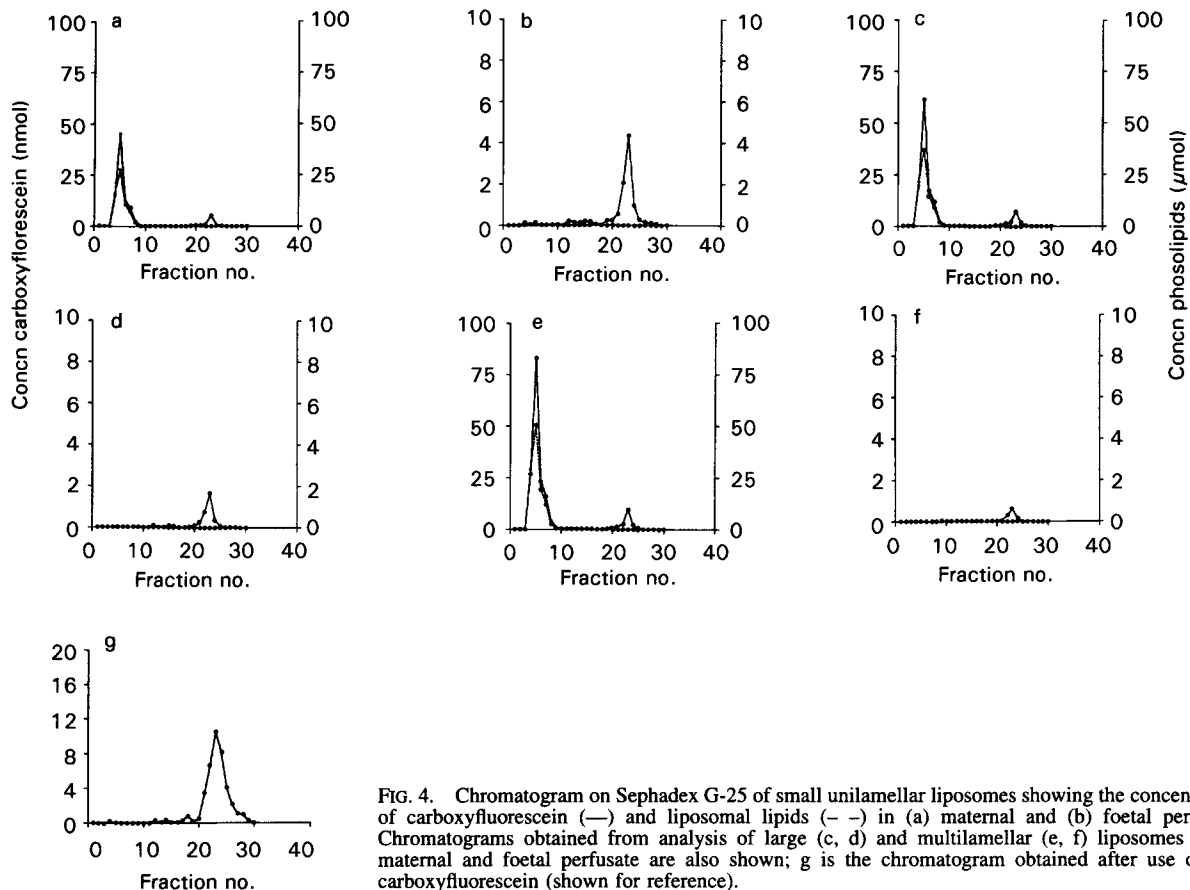 a
100
75
50
25
0
100
75
50
25
0
0 10 20 30 40
Fraction no.
b
10
8
6
4
2
0
10
8
6
4
2
0
0 10 20 30 40
Fraction no.
c
100
75
50
25
0
100
75
50
25
0
0 10 20 30 40
Fraction no.
Concn carboxyflorescein (nmol)
Concn phosolipids (µmol)
d
10
8
6
4
2
0
10
8
6
4
2
0
0 10 20 30 40
Fraction no.
e
100
75
50
25
0
100
75
50
25
0
0 10 20 30 40
Fraction no.
f
10
8
6
4
2
0
10
8
6
4
2
0
0 10 20 30 40
Fraction no.
g
20
16
12
8
4
0
0 10 20 30 40
Fraction no.
FIG. 4. Chromatogram on Sephadex G-25 of small unilamellar liposomes showing the concen
of carboxyfluorescein (—) and liposomal lipids (– –) in (a) maternal and (b) foetal per
Chromatograms obtained from analysis of large (c, d) and multilamellar (e, f) liposomes
maternal and foetal perfusate are also shown; g is the chromatogram obtained after use
carboxyfluorescein (shown for reference).